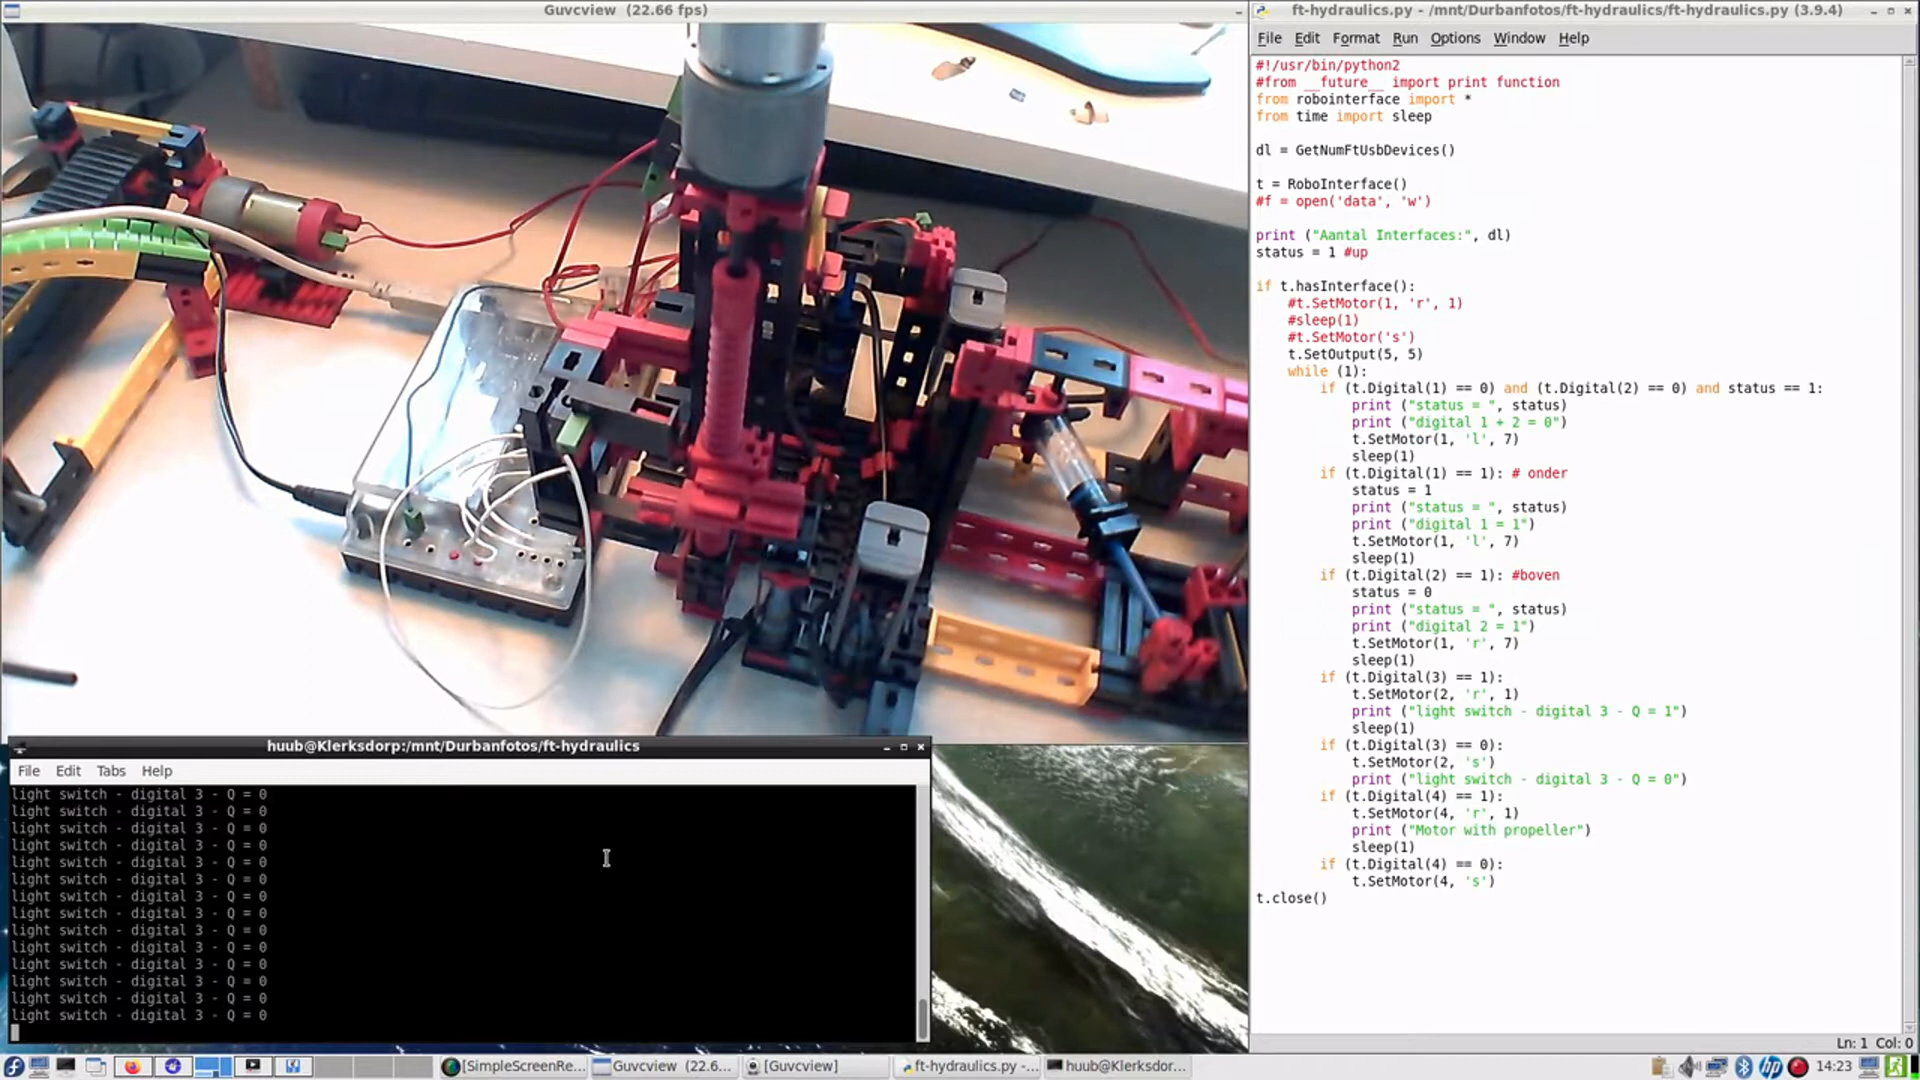 Guvcview (22.66 fps)
ft-hydraulics.py - /mnt/Durbanfotos/ft-hydraulics/ft-hydraulics.py (3.9.4)
File Edit Format Run Options Window Help
#!/usr/bin/python2
#from __future__ import print function
from robointerface import *
from time import sleep
dl = GetNumFtUsbDevices()
t = RoboInterface()
#f = open('data', 'w')
print ("Aantal Interfaces:", dl)
status = 1 #up
if t.hasInterface():
#t.SetMotor(1, 'r', 1)
#sleep(1)
#t.SetMotor('s')
t.SetOutput(5, 5)
while (1):
if (t.Digital(1) == 0) and (t.Digital(2) == 0) and status == 1:
print ("status = ", status)
print ("digital 1 + 2 = 0")
t.SetMotor(1, 'l', 7)
sleep(1)
if (t.Digital(1) == 1): # onder
status = 1
print ("status = ", status)
print ("digital 1 = 1")
t.SetMotor(1, 'l', 7)
sleep(1)
if (t.Digital(2) == 1): #boven
status = 0
print ("status = ", status)
print ("digital 2 = 1")
t.SetMotor(1, 'r', 7)
sleep(1)
if (t.Digital(3) == 1):
t.SetMotor(2, 'r', 1)
print ("light switch - digital 3 - Q = 1")
sleep(1)
if (t.Digital(3) == 0):
t.SetMotor(2, 's')
print ("light switch - digital 3 - Q = 0")
if (t.Digital(4) == 1):
t.SetMotor(4, 'r', 1)
print ("Motor with propeller")
sleep(1)
if (t.Digital(4) == 0):
t.SetMotor(4, 's')
t.close()
Ln: 1 Col: 0
huub@Klerksdorp:/mnt/Durbanfotos/ft-hydraulics
File Edit Tabs Help
light switch - digital 3 - Q = 0
light switch - digital 3 - Q = 0
light switch - digital 3 - Q = 0
light switch - digital 3 - Q = 0
light switch - digital 3 - Q = 0
light switch - digital 3 - Q = 0
light switch - digital 3 - Q = 0
light switch - digital 3 - Q = 0
light switch - digital 3 - Q = 0
light switch - digital 3 - Q = 0
light switch - digital 3 - Q = 0
light switch - digital 3 - Q = 0
light switch - digital 3 - Q = 0
light switch - digital 3 - Q = 0
[SimpleScreenRe... Guvcview (22.6... [Guvcview] ft-hydraulics.py -... huub@Klerksdor... hp 14:23